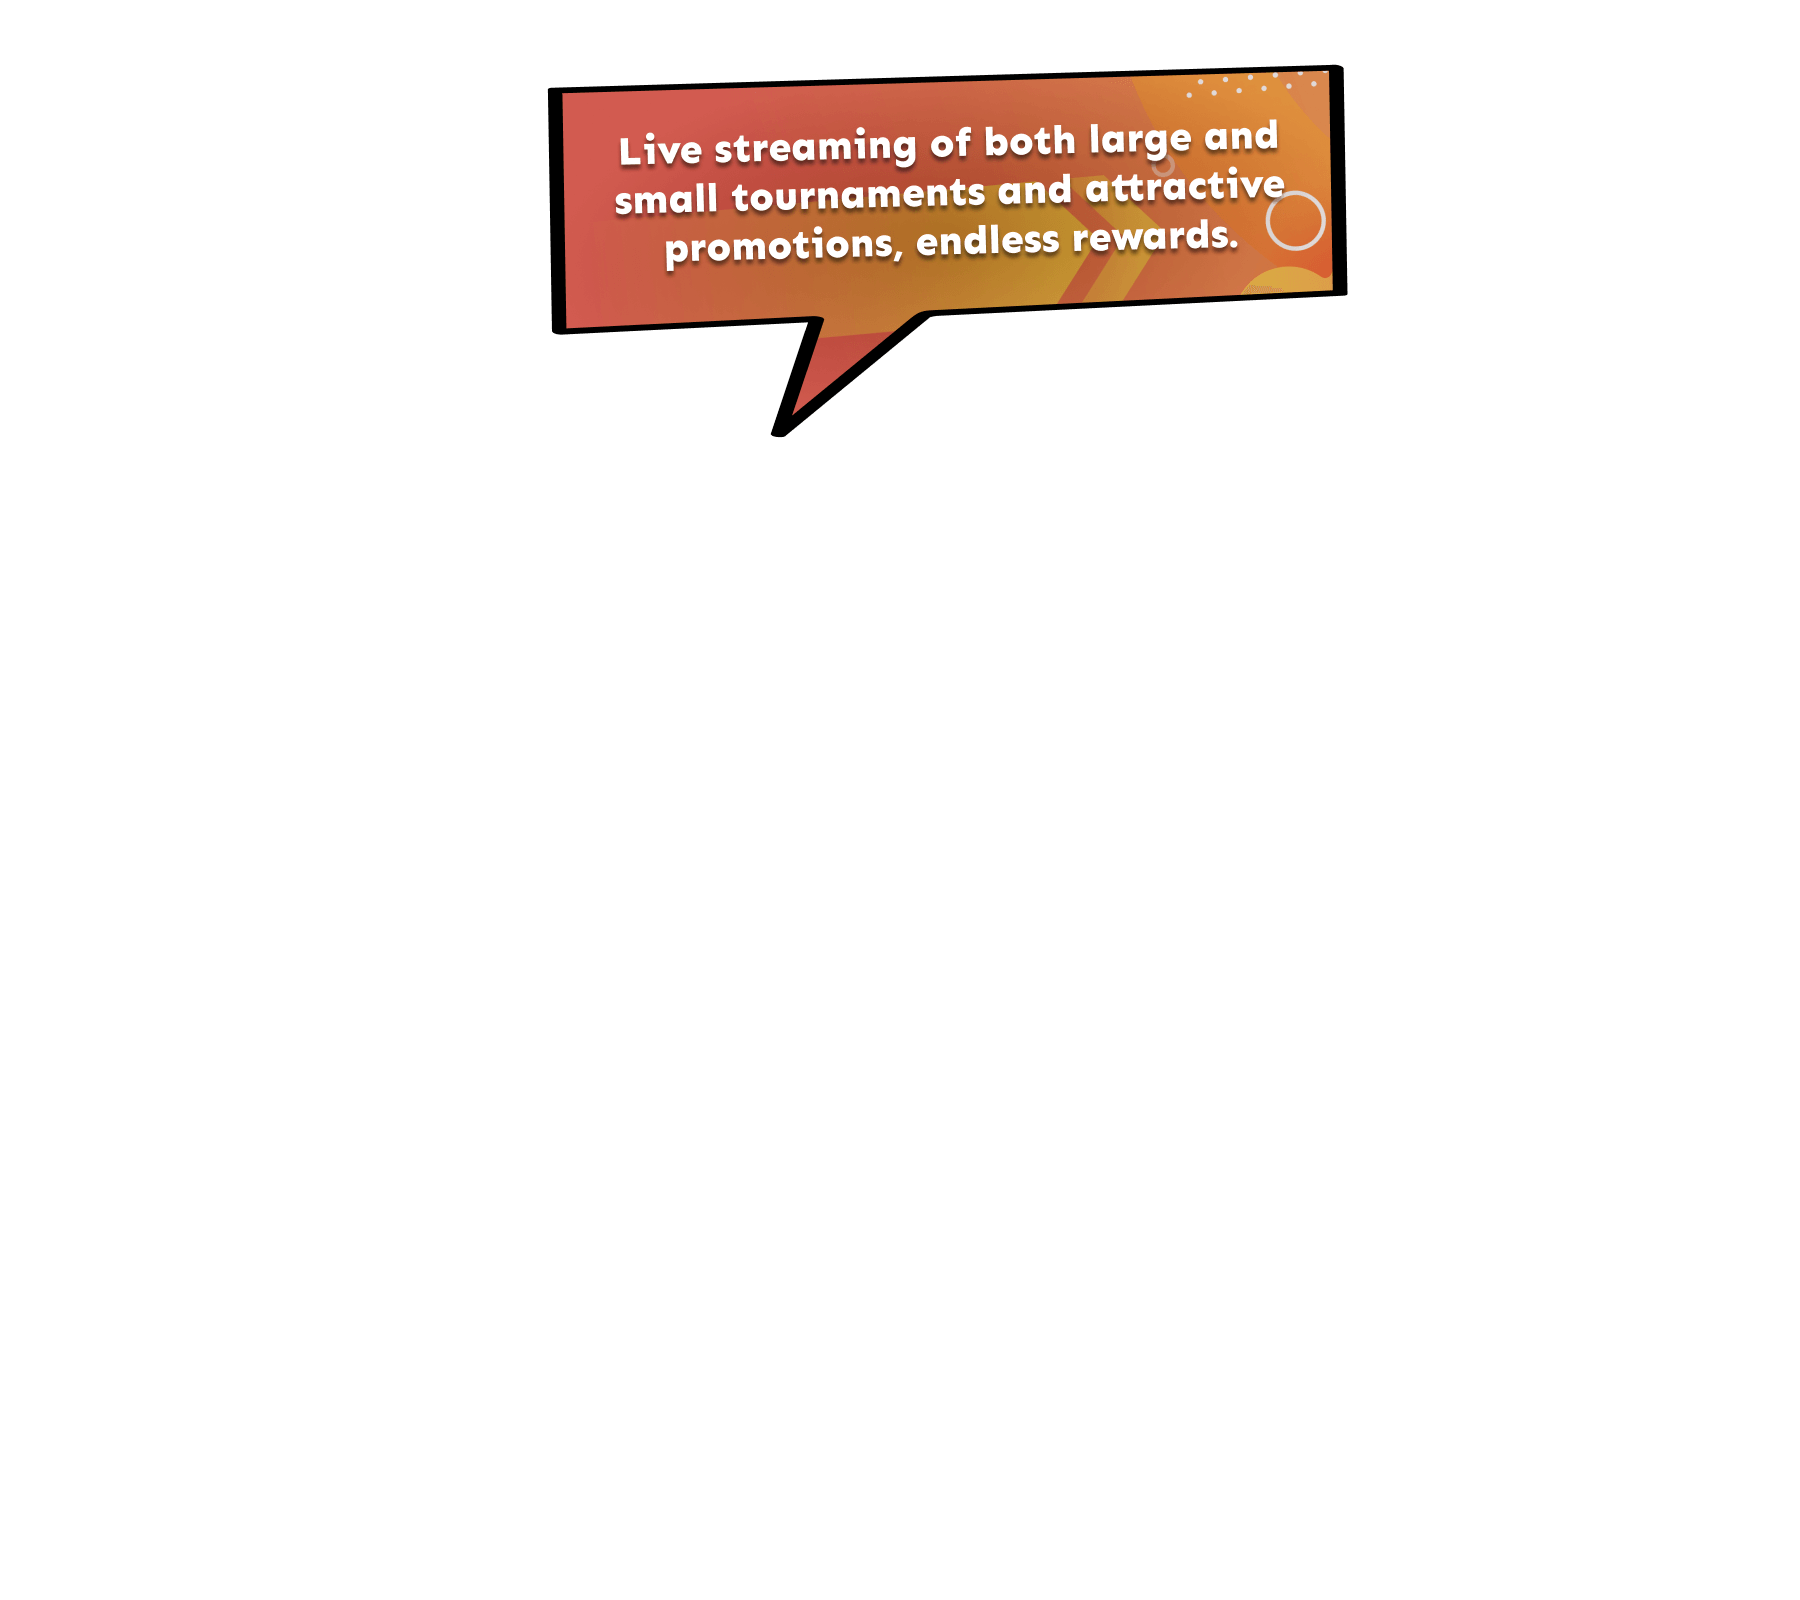 Live streaming of both large and
small tournaments and attractive
promotions, endless rewards.